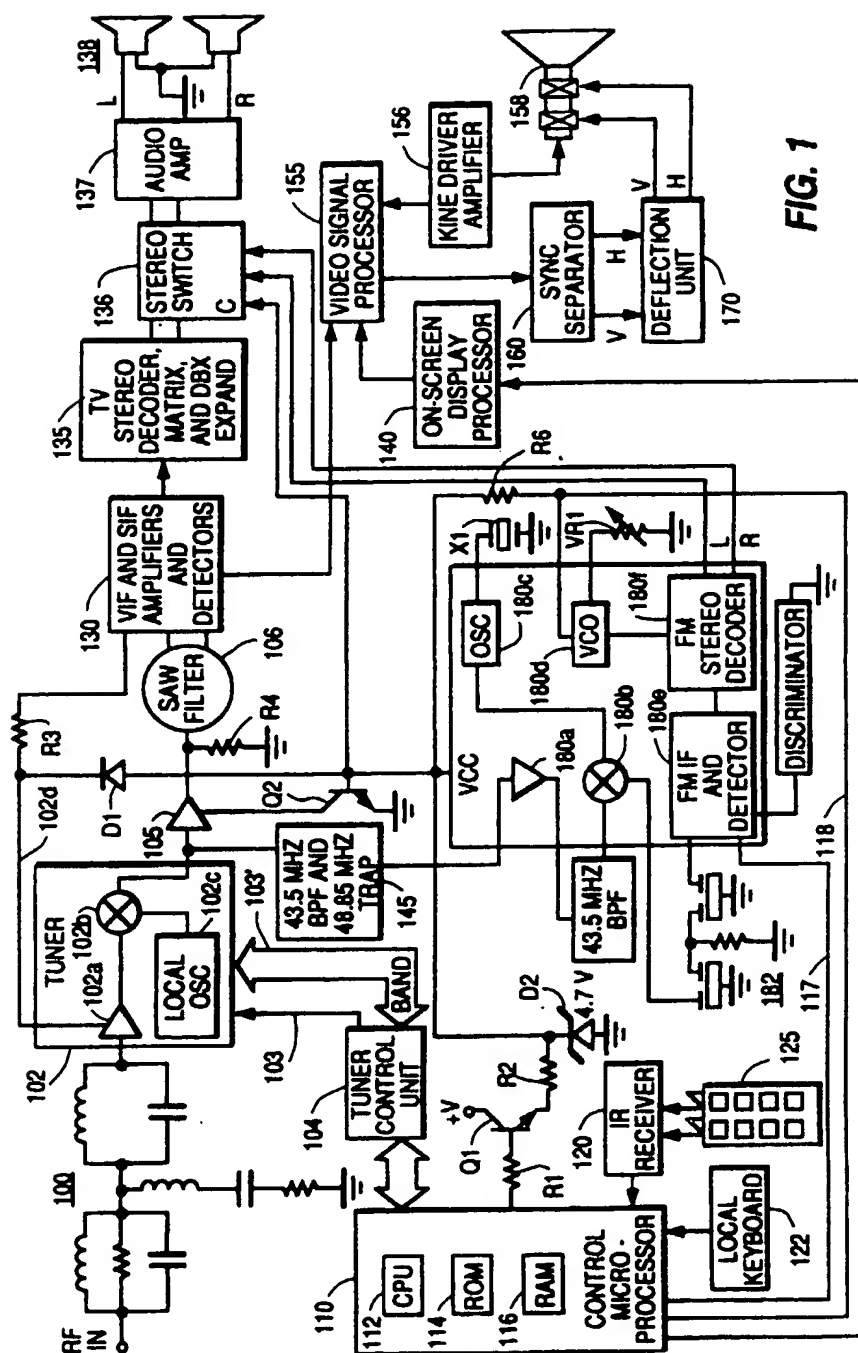 RF
IN
100
102
TUNER
102a
102b
LOCAL
OSC
102c
102d
103
103'
BAND
104
TUNER
CONTROL
UNIT
105
43.5 MHZ
BPF AND
48.85 MHZ
TRAP
145
D1
R3
R4
Q2
SAW
FILTER
106
130
VIF AND SIF
AMPLIFIERS
AND
DETECTORS
135
TV
STEREO
DECODER,
MATRIX,
AND DBX
EXPAND
136
STEREO
SWITCH
C
137
AUDIO
AMP
L
R
138
110
112
CPU
114
ROM
116
RAM
CONTROL
MICRO -
PROCESSOR
R1
+V
Q1
R2
D2
4.7 V
120
IR
RECEIVER
125
LOCAL
KEYBOARD
122
117
118
VCC
180a
180b
43.5 MHZ
BPF
182
OSC
180c
X1
180d
VCO
VR1
R6
180e
FM IF
AND
DETECTOR
180f
FM
STEREO
DECODER
L
R
DISCRIMINATOR
140
ON-SCREEN
DISPLAY
PROCESSOR
155
VIDEO SIGNAL
PROCESSOR
156
KINE DRIVER
AMPLIFIER
158
160
SYNC
SEPARATOR
V
H
DEFLECTION
UNIT
170
V
H
FIG. 1